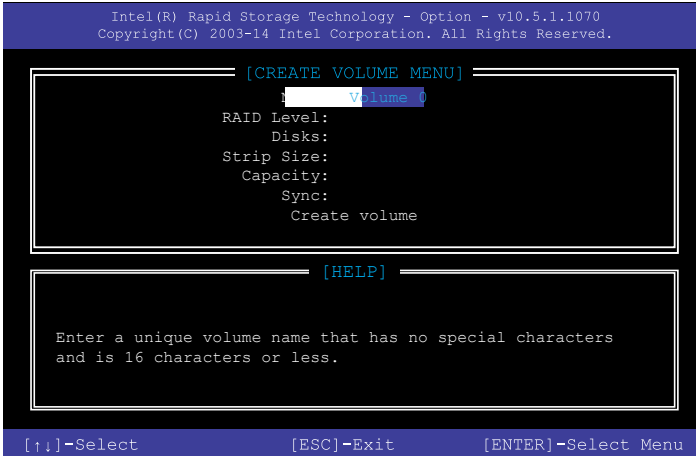 Intel(R) Rapid Storage Technology - Option - v10.5.1.1070
Copyright(C) 2003-14 Intel Corporation. All Rights Reserved.
[CREATE VOLUME MENU]
Volume 0
RAID Level:
Disks:
Strip Size:
Capacity:
Sync:
Create volume
[HELP]
Enter a unique volume name that has no special characters
and is 16 characters or less.
[↑↓]-Select [ESC]-Exit [ENTER]-Select Menu